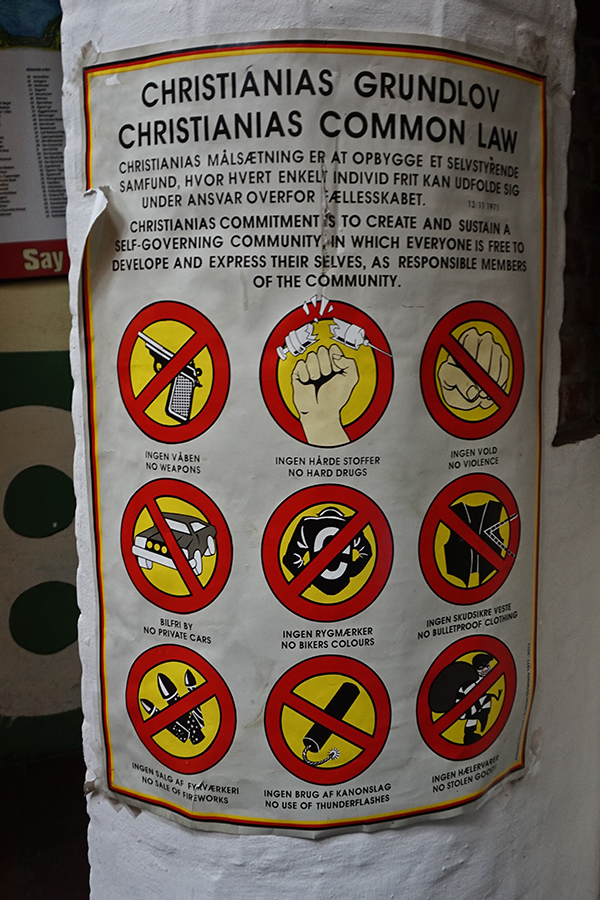 CHRISTIANIAS GRUNDLOV
CHRISTIANIAS COMMON LAW
CHRISTIANIAS MÅLSÆTNING ER AT OPBYGGE ET SELVSTYRENDE
SAMFUND, HVOR HVERT ENKELT INDIVID FRIT KAN UDFOLDE SIG
UNDER ANSVAR OVERFOR FÆLLESSKABET.
13/11 1971
CHRISTIANIAS COMMITMENT IS TO CREATE AND SUSTAIN A
SELF-GOVERNING COMMUNITY, IN WHICH EVERYONE IS FREE TO
DEVELOPE AND EXPRESS THEIR SELVES, AS RESPONSIBLE MEMBERS
OF THE COMMUNITY.
INGEN VÅBEN
NO WEAPONS
INGEN HÅRDE STOFFER
NO HARD DRUGS
INGEN VOLD
NO VIOLENCE
BILFRI BY
NO PRIVATE CARS
INGEN RYGMÆRKER
NO BIKERS COLOURS
INGEN SKUDSIKRE VESTE
NO BULLETPROOF CLOTHING
INGEN SALG AF FYRVÆRKERI
NO SALE OF FIREWORKS
INGEN BRUG AF KANONSLAG
NO USE OF THUNDERFLASHES
INGEN HÆLERVARER
NO STOLEN GOODS
Say